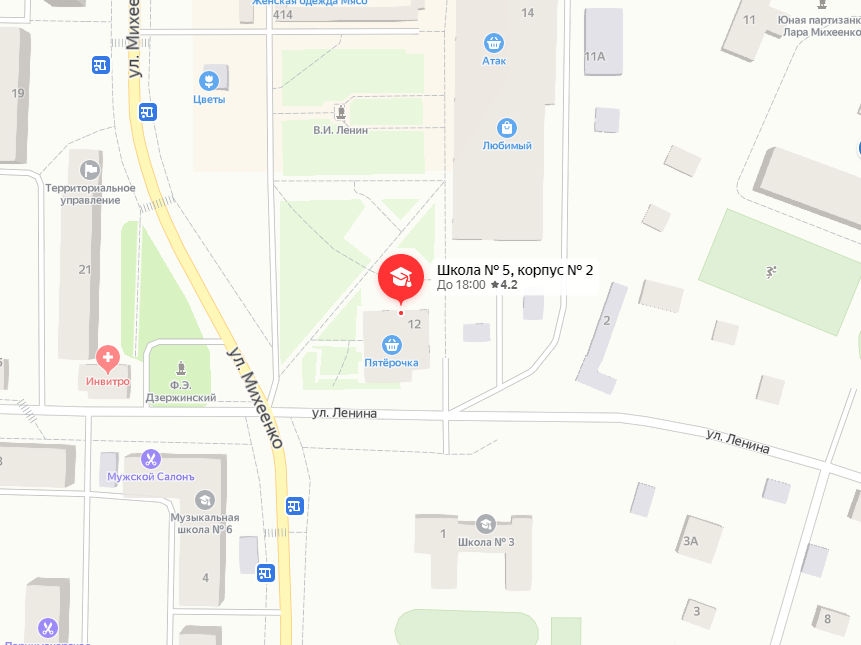 Женская одежда Мясо
414
14
11
Юная партизанка
Лара Михеенко
ул. Михеенко
Атак
11А
19
Цветы
В.И. Ленин
Любимый
Территориальное
управление
21
Школа № 5, корпус № 2
До 18:00 ★4.2
12
2
Пятёрочка
Инвитро
Ф.Э.
Дзержинский
ул. Михеенко
ул. Ленина
ул. Ленина
Мужской Салонъ
Музыкальная
школа № 6
4
1
Школа № 3
3А
3
8